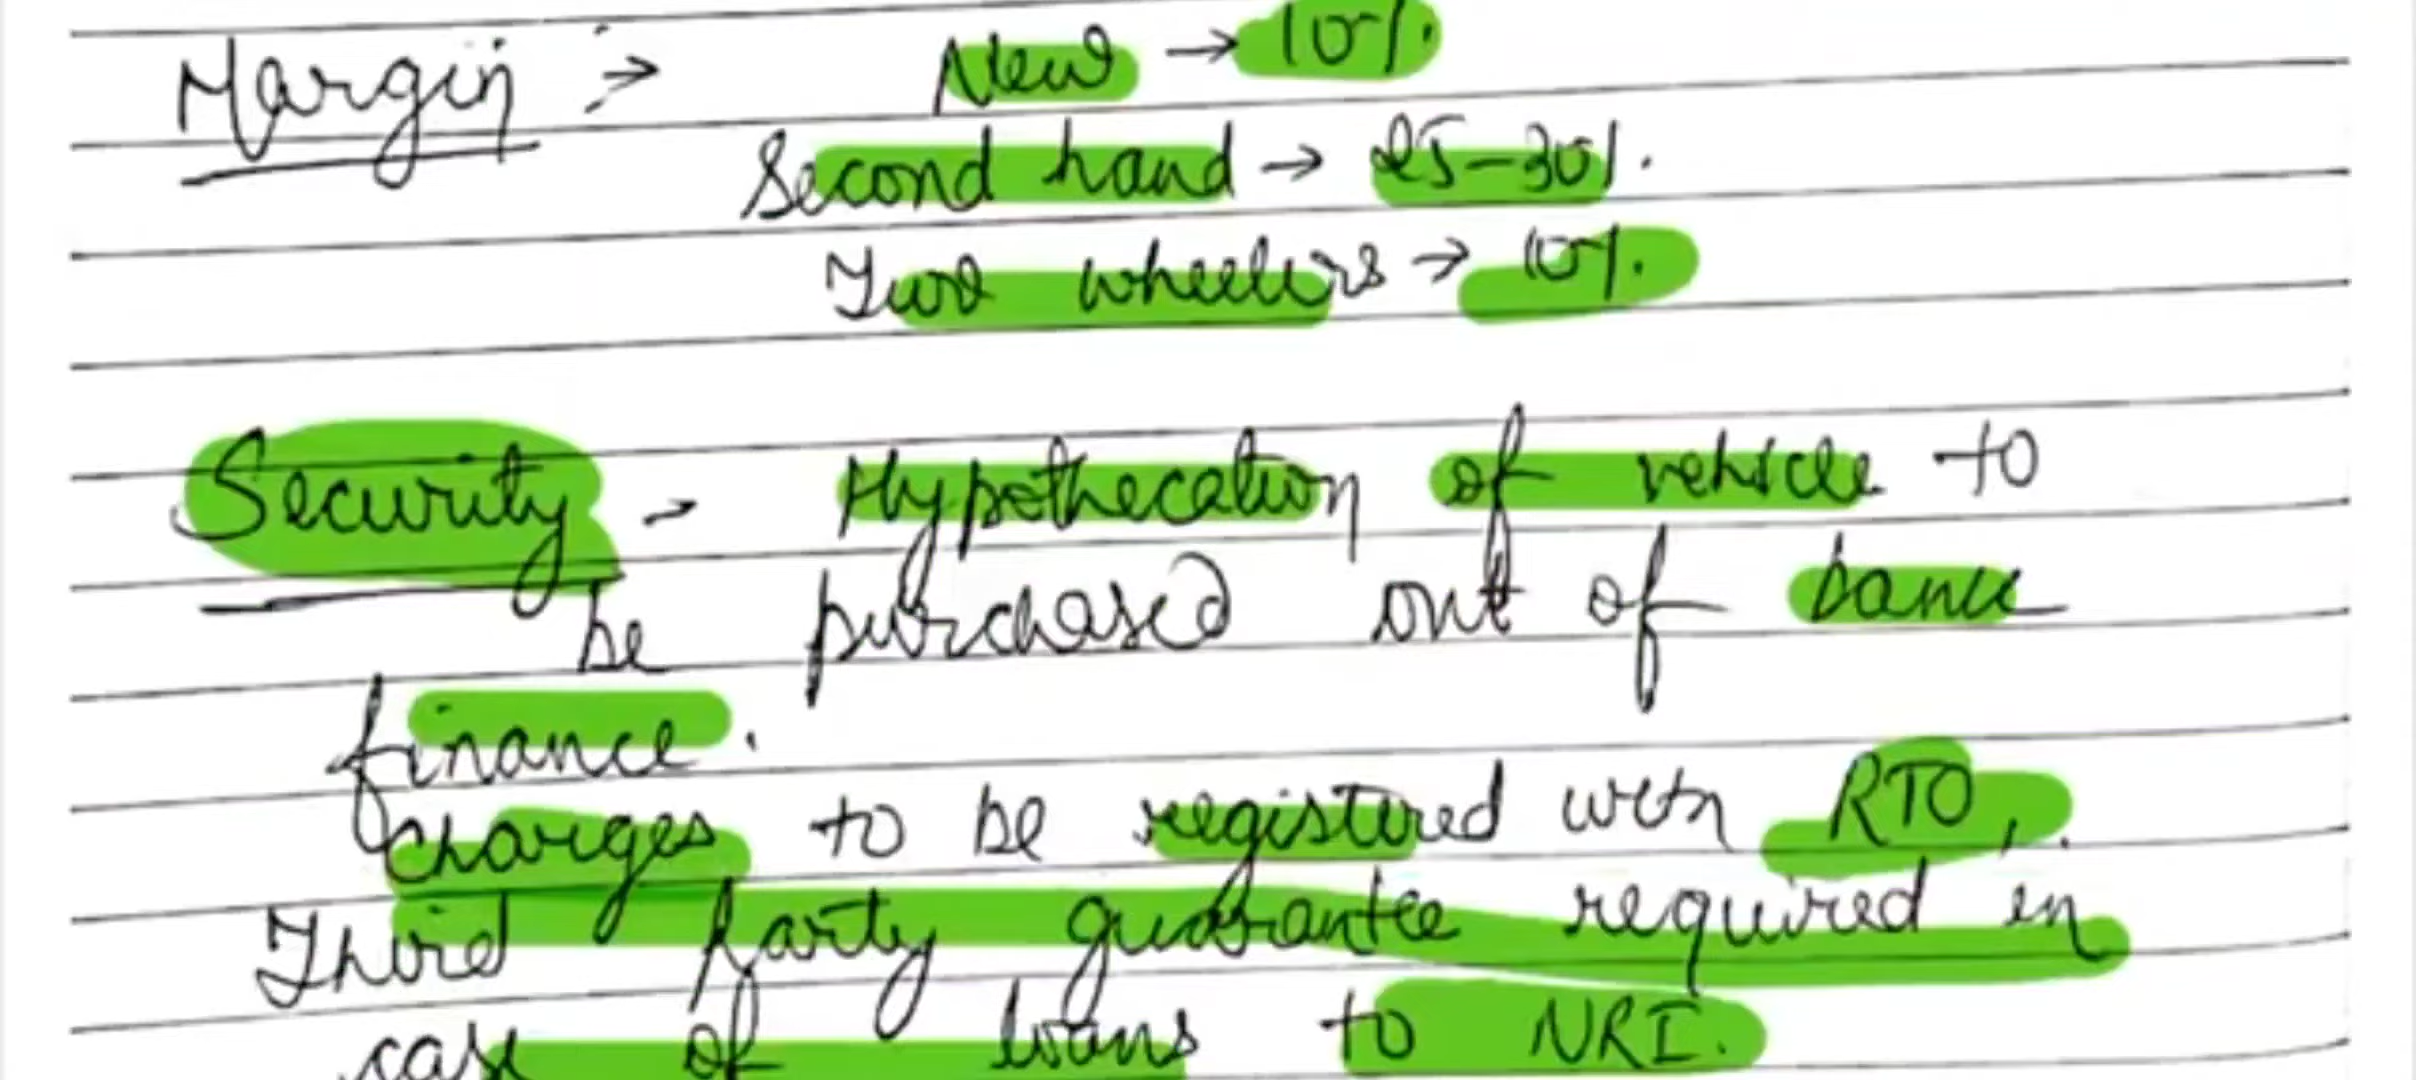 Margin :→ New → 10%.
Second hand → 25-30%.
Two wheelers → 10%.
Security - Hypothecation of vehicle to
be purchased out of bank
finance.
charges to be registered with RTO,.
Third party guarantee required in
case of loans to NRI.